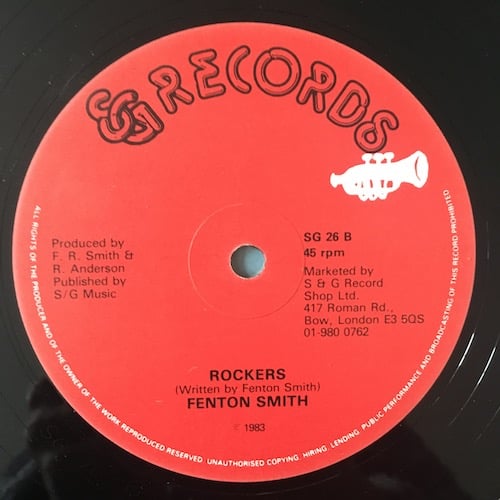 SG RECORDS
Produced by
F. R. Smith &
R. Anderson
Published by
S/G Music
SG 26 B
45 rpm
Marketed by
S & G Record
Shop Ltd.
417 Roman Rd.,
Bow, London E3 5QS
01-980 0762
ROCKERS
(Written by Fenton Smith)
FENTON SMITH
℗ 1983
ALL RIGHTS OF THE PRODUCER AND OF THE OWNER OF THE WORK REPRODUCED RESERVED. UNAUTHORISED COPYING, HIRING, LENDING, PUBLIC PERFORMANCE AND BROADCASTING OF THIS RECORD PROHIBITED